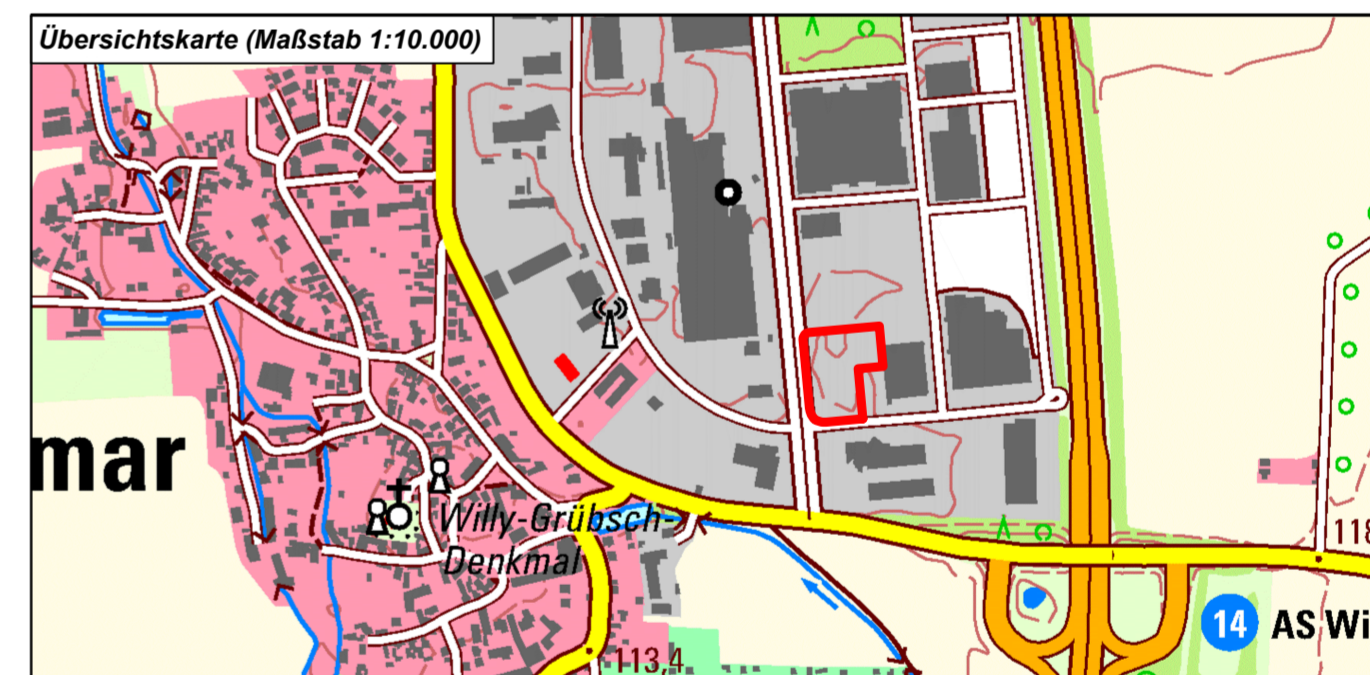 Übersichtskarte (Maßstab 1:10.000)
mar
Willy-Grübsch-
Denkmal
118
14 AS Wi
113,4